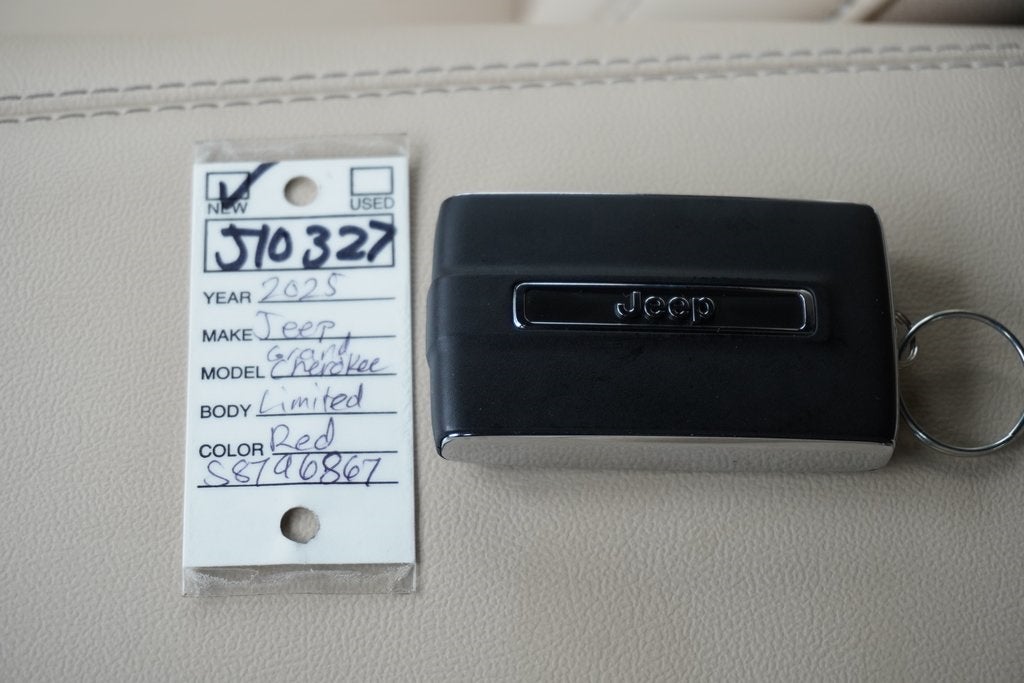 NEW USED
J10327
YEAR 2025
MAKE Jeep
MODEL Grand Cherokee
BODY Limited
COLOR Red
S8796867
Jeep